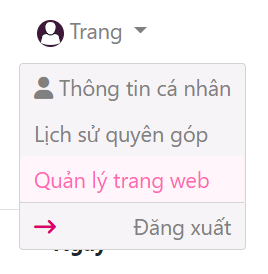 Trang
Thông tin cá nhân
Lịch sử quyên góp
Quản lý trang web
Đăng xuất